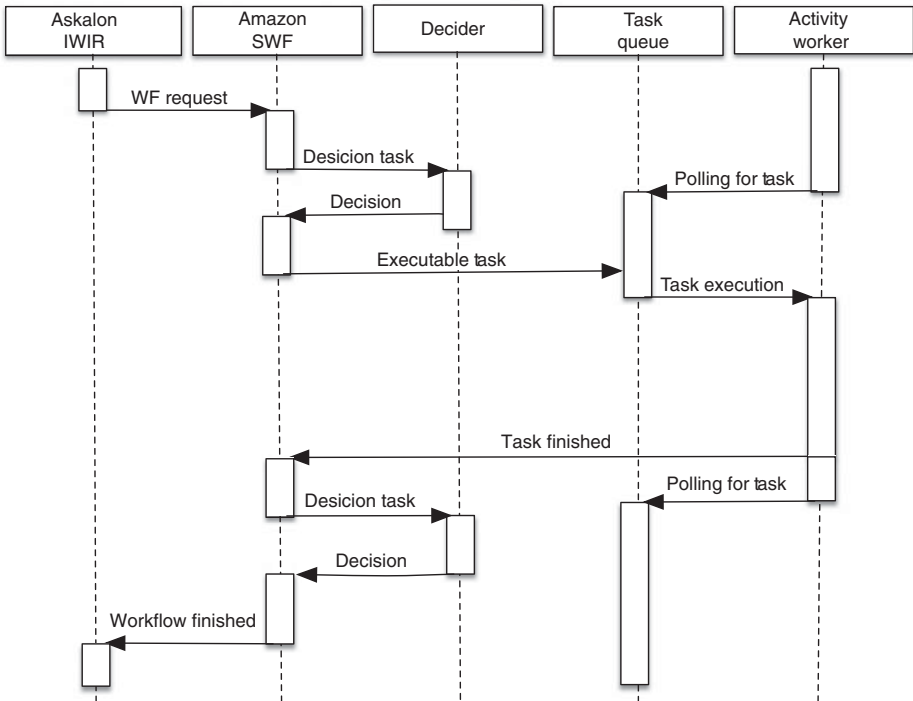 Askalon
IWIR
Amazon
SWF
Decider
Task
queue
Activity
worker
WF request
Desicion task
Polling for task
Decision
Executable task
Task execution
Task finished
Polling for task
Desicion task
Decision
Workflow finished